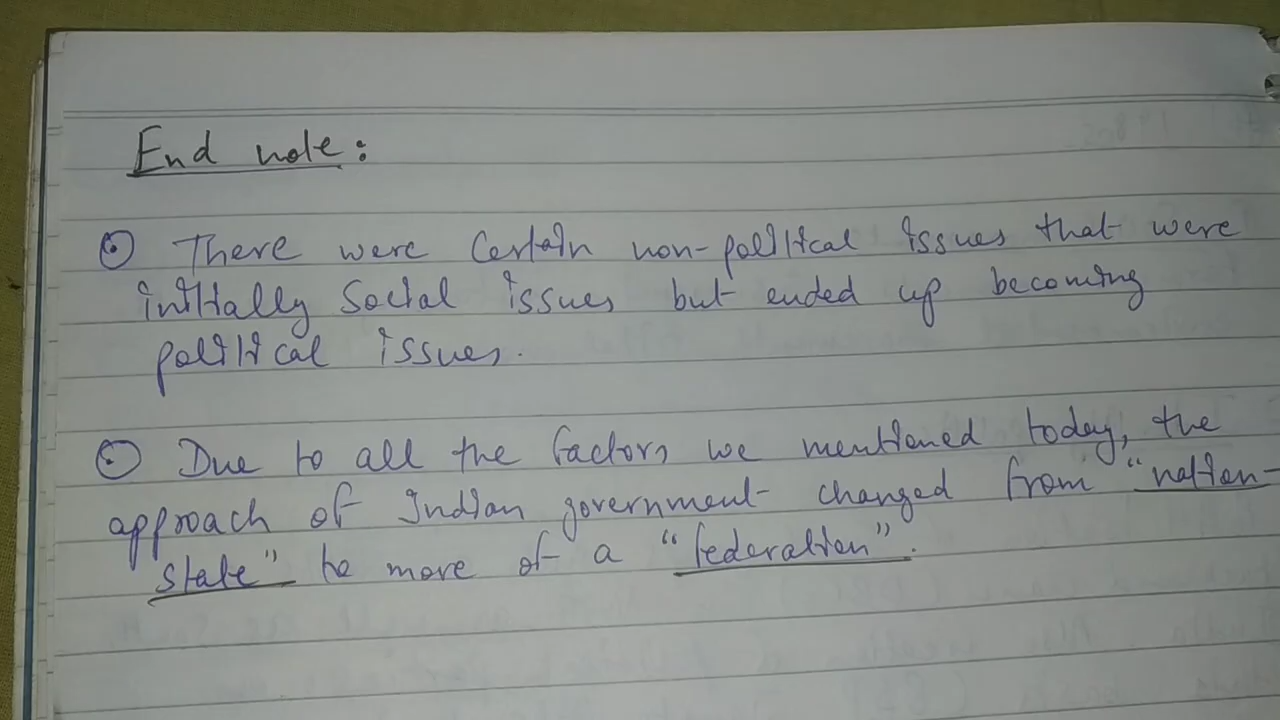 End note:
⊙ There were certain non-political issues that were
initially social issues but ended up becoming
political issues.
⊙ Due to all the factors we mentioned today, the
approach of Indian government changed from "nation-
state" to more of a "federation".